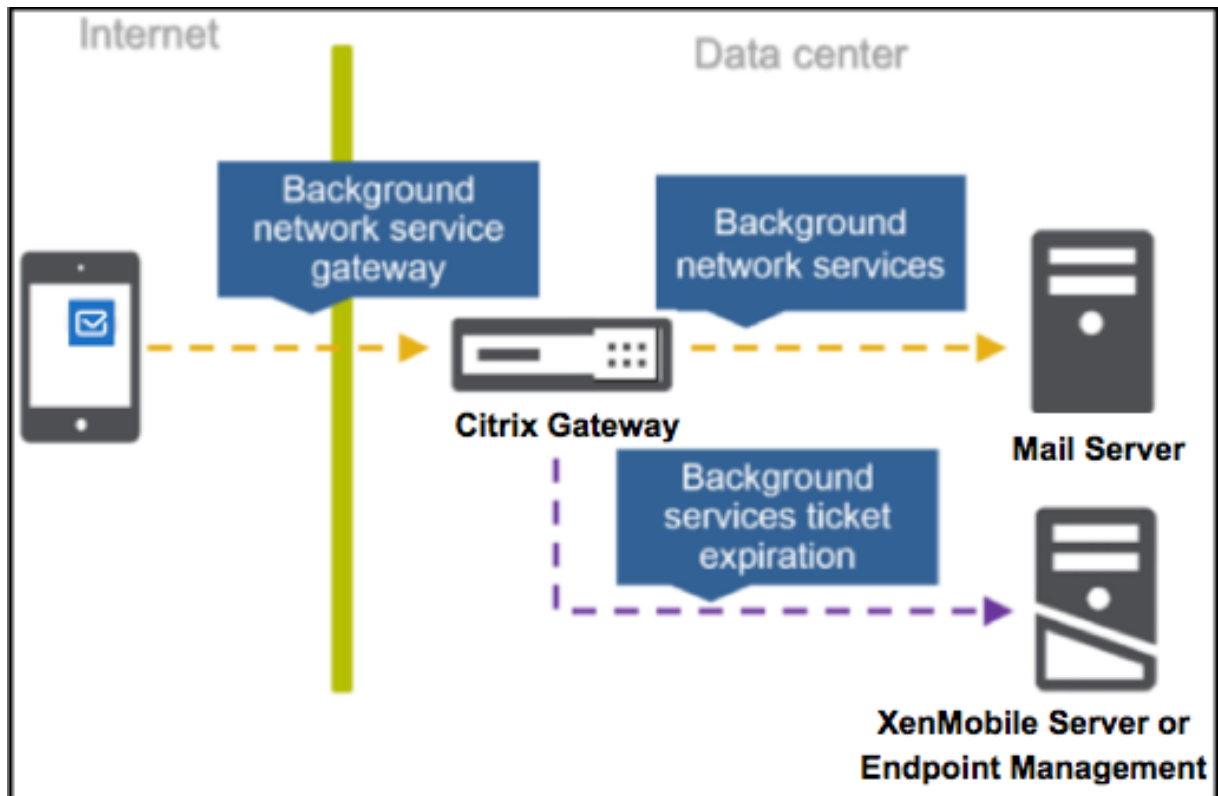 Internet
Data center
Background
network service
gateway
Background
network services
Citrix Gateway
Mail Server
Background
services ticket
expiration
XenMobile Server or
Endpoint Management